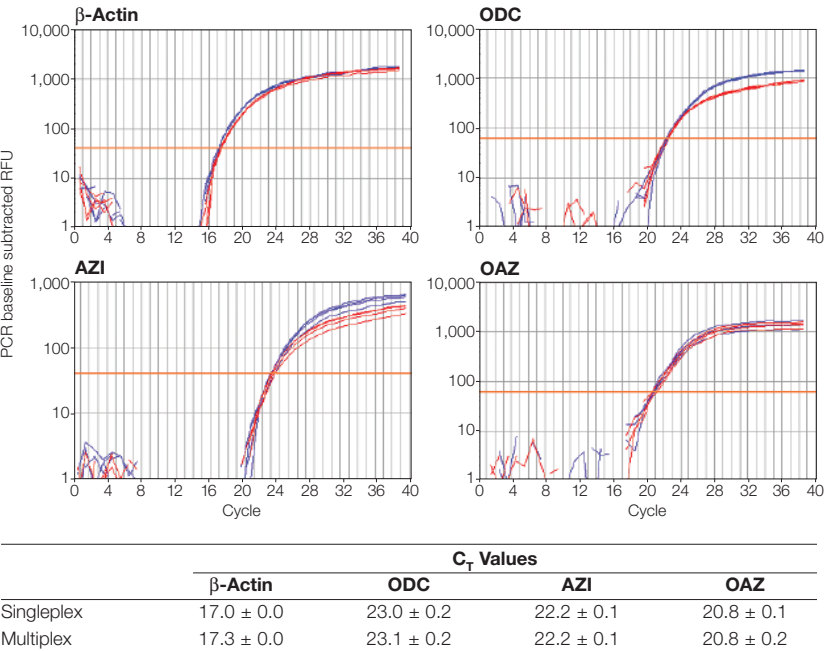 β-Actin
10,000
1,000
100
10
1
0 4 8 12 16 20 24 28 32 36 40
ODC
10,000
1,000
100
10
1
0 4 8 12 16 20 24 28 32 36 40
PCR baseline subtracted RFU
AZI
1,000
100
10
1
0 4 8 12 16 20 24 28 32 36 40
Cycle
OAZ
10,000
1,000
100
10
1
0 4 8 12 16 20 24 28 32 36 40
Cycle
CT Values
β-Actin ODC AZI OAZ
Singleplex 17.0 ± 0.0 23.0 ± 0.2 22.2 ± 0.1 20.8 ± 0.1
Multiplex 17.3 ± 0.0 23.1 ± 0.2 22.2 ± 0.1 20.8 ± 0.2